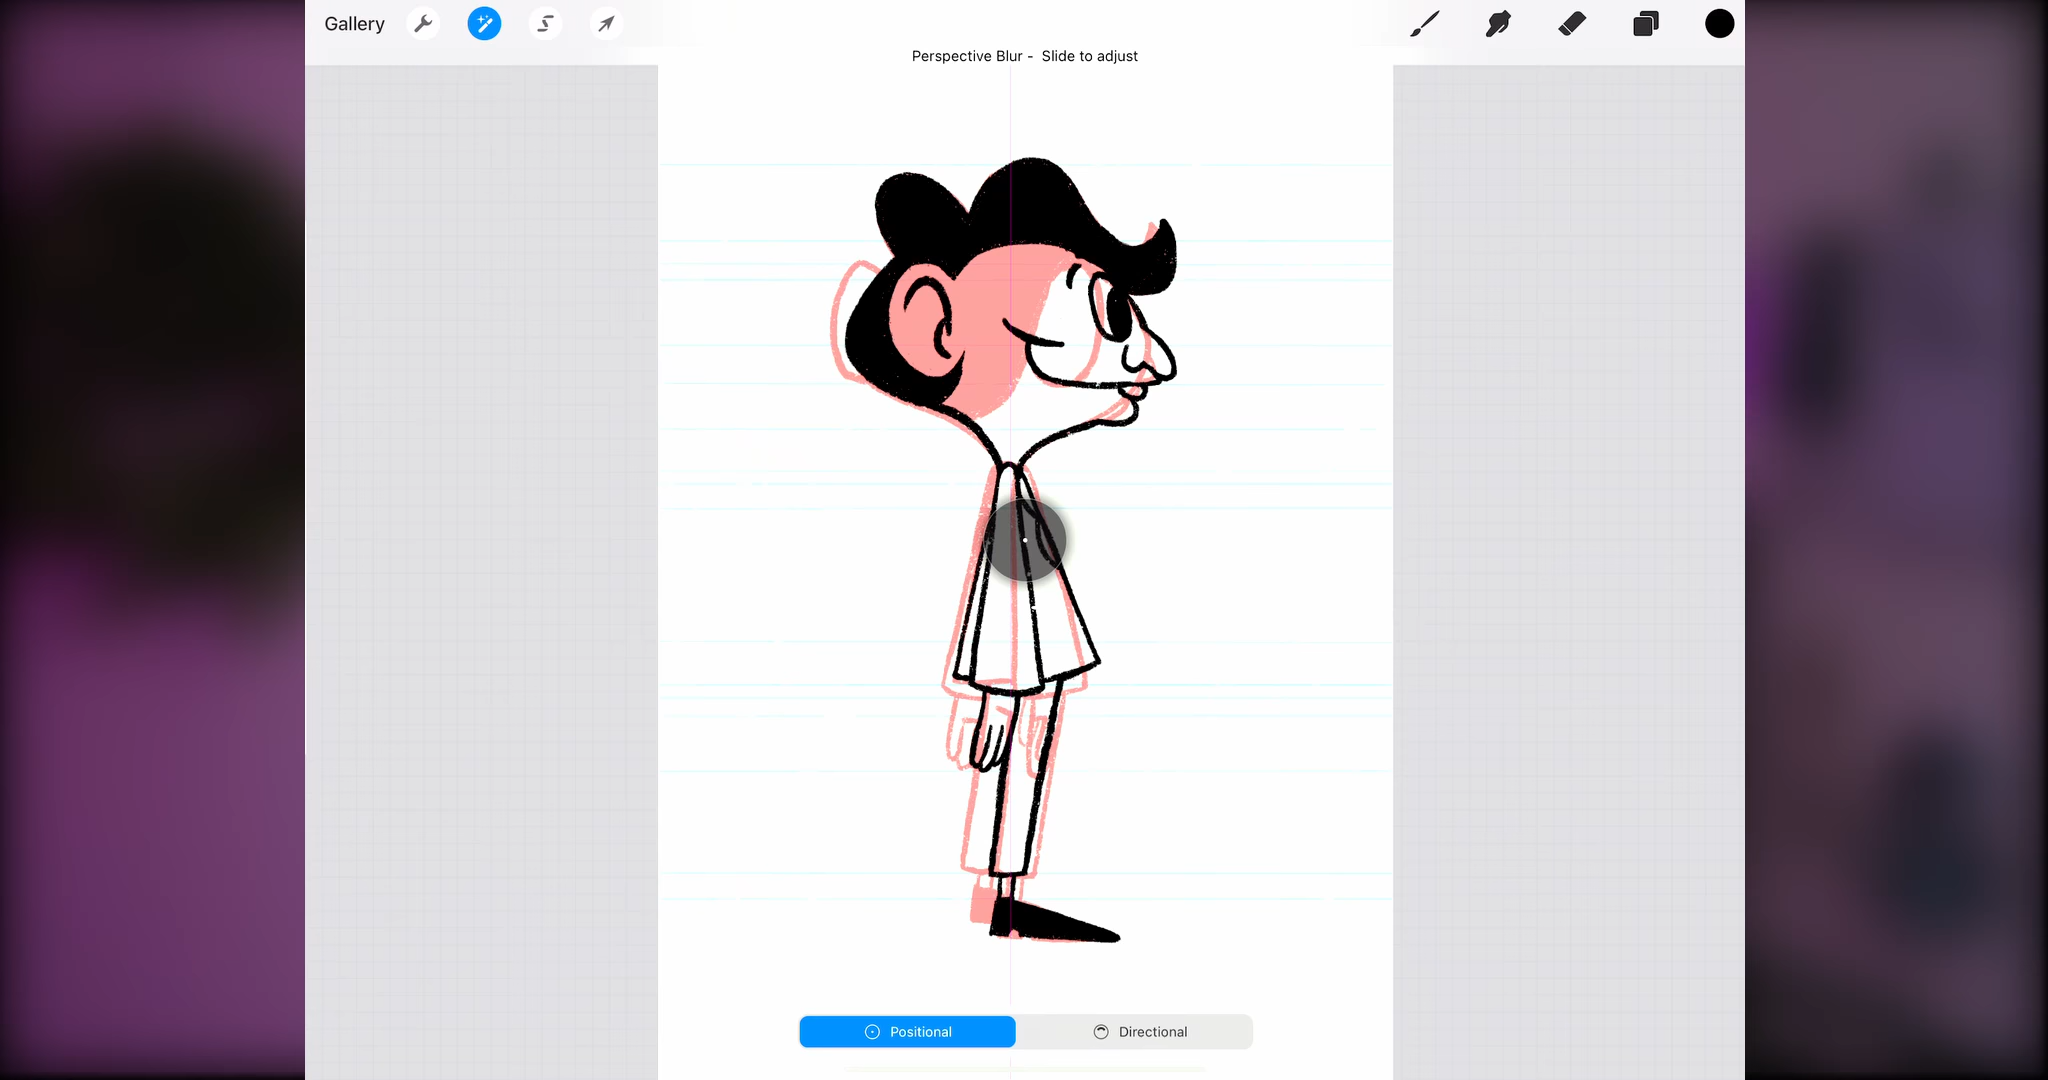 Gallery
Perspective Blur - Slide to adjust
Positional
Directional